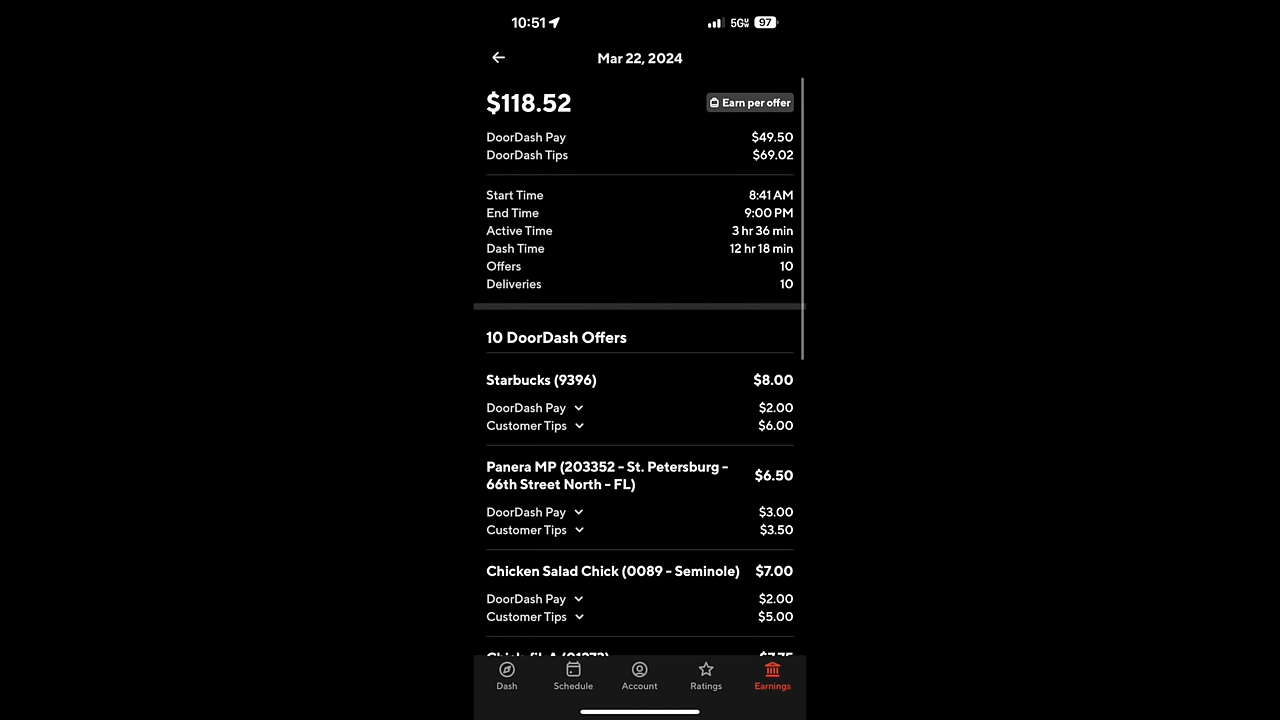 10:51
5G UW 97
Mar 22, 2024
$118.52 Earn per offer
DoorDash Pay $49.50
DoorDash Tips $69.02
Start Time 8:41 AM
End Time 9:00 PM
Active Time 3 hr 36 min
Dash Time 12 hr 18 min
Offers 10
Deliveries 10
10 DoorDash Offers
Starbucks (9396) $8.00
DoorDash Pay $2.00
Customer Tips $6.00
Panera MP (203352 - St. Petersburg -
66th Street North - FL) $6.50
DoorDash Pay $3.00
Customer Tips $3.50
Chicken Salad Chick (0089 - Seminole) $7.00
DoorDash Pay $2.00
Customer Tips $5.00
Dash Schedule Account Ratings Earnings